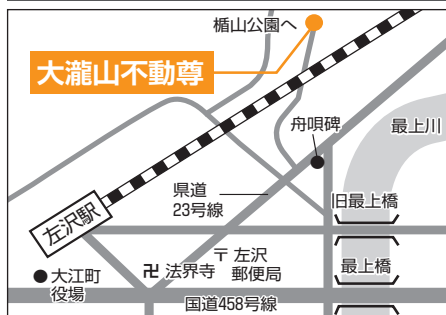 楯山公園へ
大瀧山不動尊
舟唄碑
最上川
県道
23号線
旧最上橋
左沢駅
卍 法界寺
〒左沢
郵便局
最上橋
大江町
役場
国道458号線